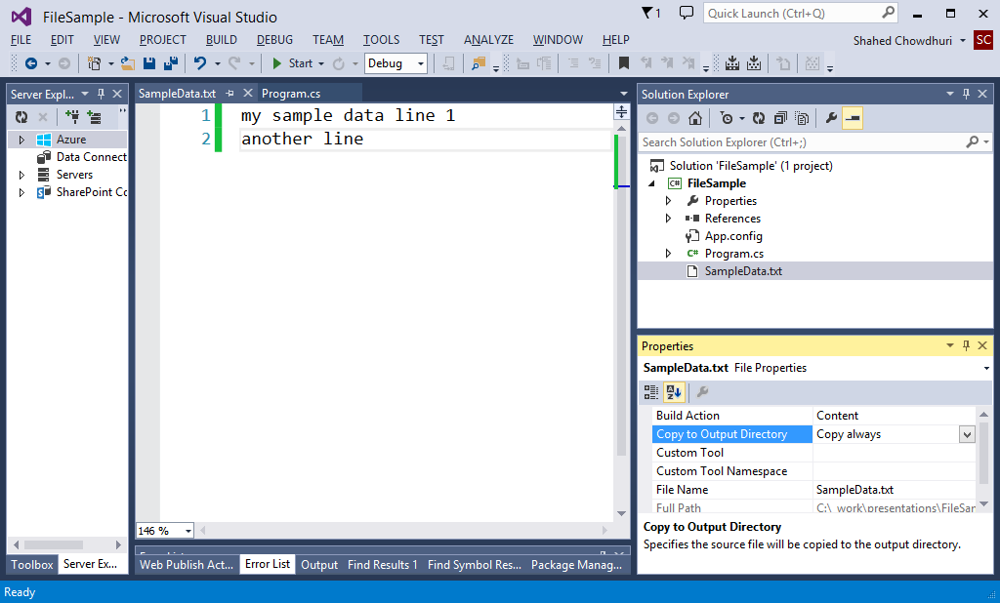 FileSample - Microsoft Visual Studio
1
Quick Launch (Ctrl+Q)
FILE EDIT VIEW PROJECT BUILD DEBUG TEAM TOOLS TEST ANALYZE WINDOW HELP
Shahed Chowdhuri
SC
Start
Debug
Server Expl...
Azure
Data Connect
Servers
SharePoint Co
Toolbox
Server Ex...
SampleData.txt
Program.cs
1 my sample data line 1
2 another line
146 %
Web Publish Act...
Error List
Output
Find Results 1
Find Symbol Res...
Package Manag...
Solution Explorer
Search Solution Explorer (Ctrl+;)
Solution 'FileSample' (1 project)
C# FileSample
Properties
References
App.config
C# Program.cs
SampleData.txt
Properties
SampleData.txt File Properties
Build Action Content
Copy to Output Directory Copy always
Custom Tool
Custom Tool Namespace
File Name SampleData.txt
Full Path C:\_work\presentations\FileSar
Copy to Output Directory
Specifies the source file will be copied to the output directory.
Ready